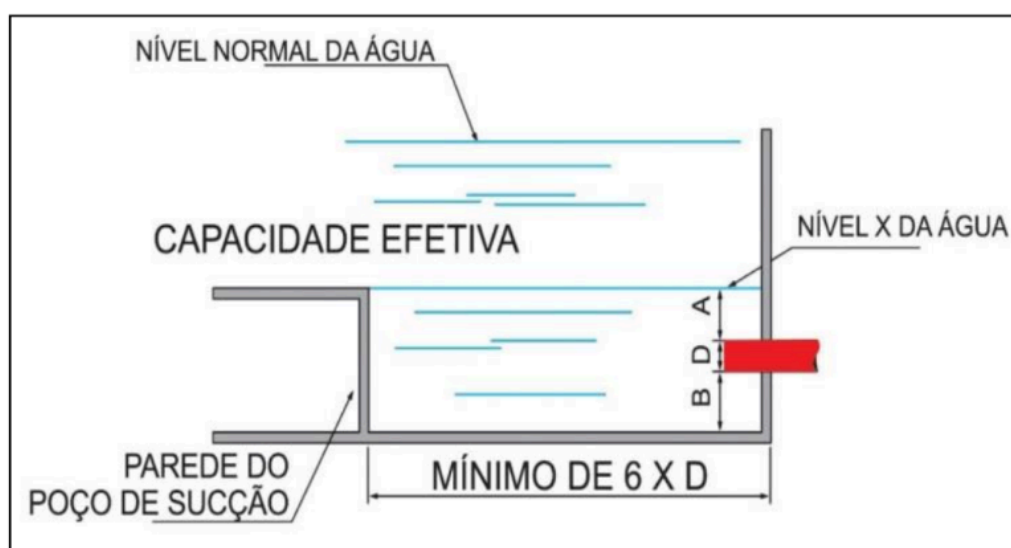 NÍVEL NORMAL DA ÁGUA
NÍVEL X DA ÁGUA
CAPACIDADE EFETIVA
A
D
B
PAREDE DO
POÇO DE SUCÇÃO
MÍNIMO DE 6 X D